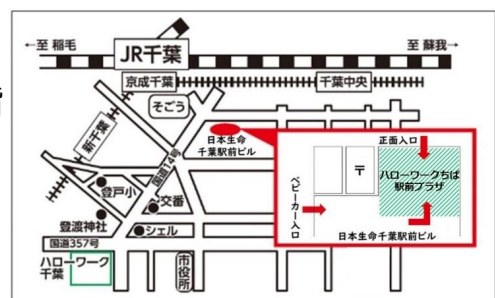 ←至 稲毛
至 蘇我→
JR千葉
京成千葉
千葉中央
そごう
新千葉
国道14号
日本生命
千葉駅前ビル
正面入口
〒
ハローワークちば
駅前プラザ
ベビーカー入口
日本生命千葉駅前ビル
登戸小
交番
登渡神社
シェル
国道357号
ハローワーク
千葉
市役所